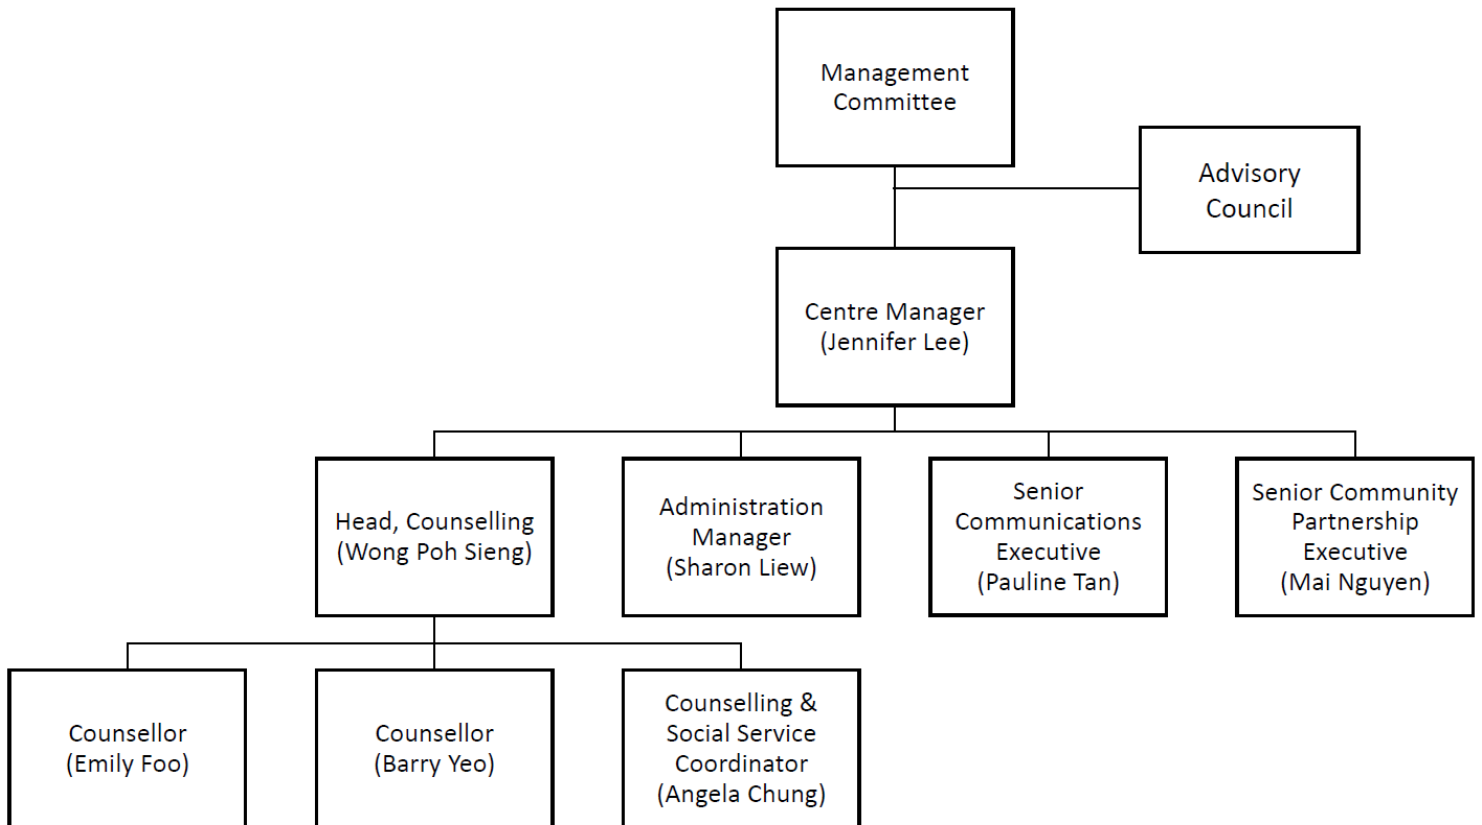 Management
Committee
Advisory
Council
Centre Manager
(Jennifer Lee)
Head, Counselling
(Wong Poh Sieng)
Administration
Manager
(Sharon Liew)
Senior
Communications
Executive
(Pauline Tan)
Senior Community
Partnership
Executive
(Mai Nguyen)
Counsellor
(Emily Foo)
Counsellor
(Barry Yeo)
Counselling &
Social Service
Coordinator
(Angela Chung)